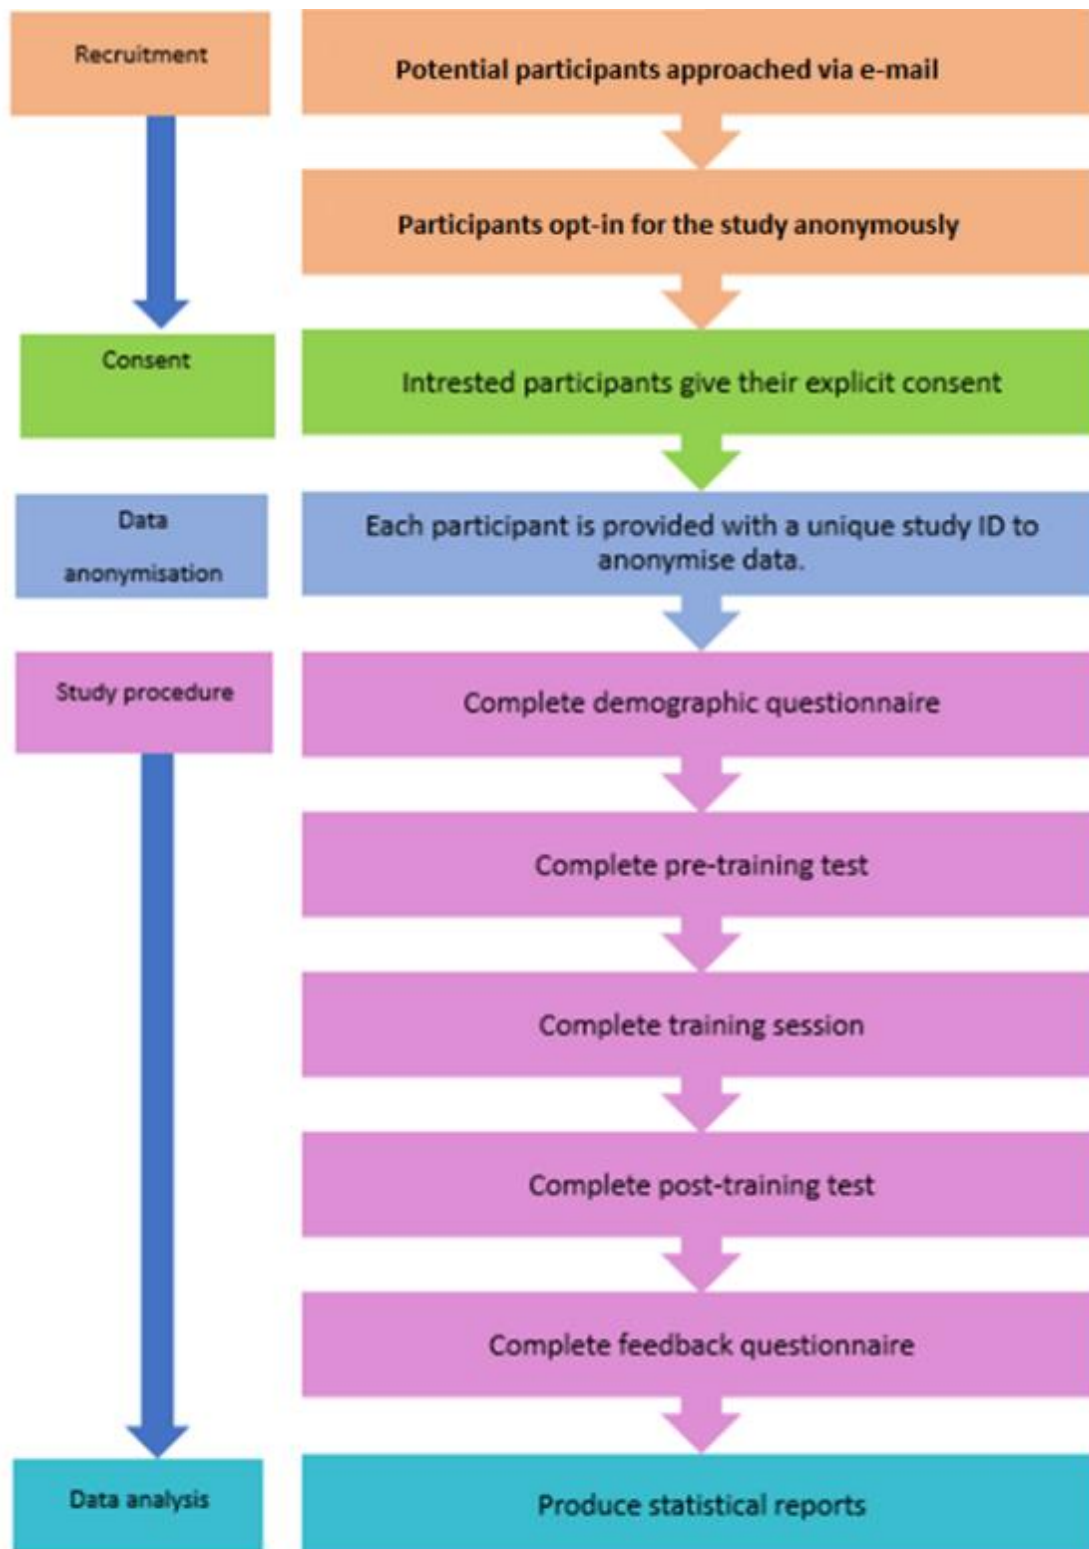 Recruitment
Potential participants approached via e-mail
Participants opt-in for the study anonymously
Consent
Intrested participants give their explicit consent
Data
anonymisation
Each participant is provided with a unique study ID to
anonymise data.
Study procedure
Complete demographic questionnaire
Complete pre-training test
Complete training session
Complete post-training test
Complete feedback questionnaire
Data analysis
Produce statistical reports